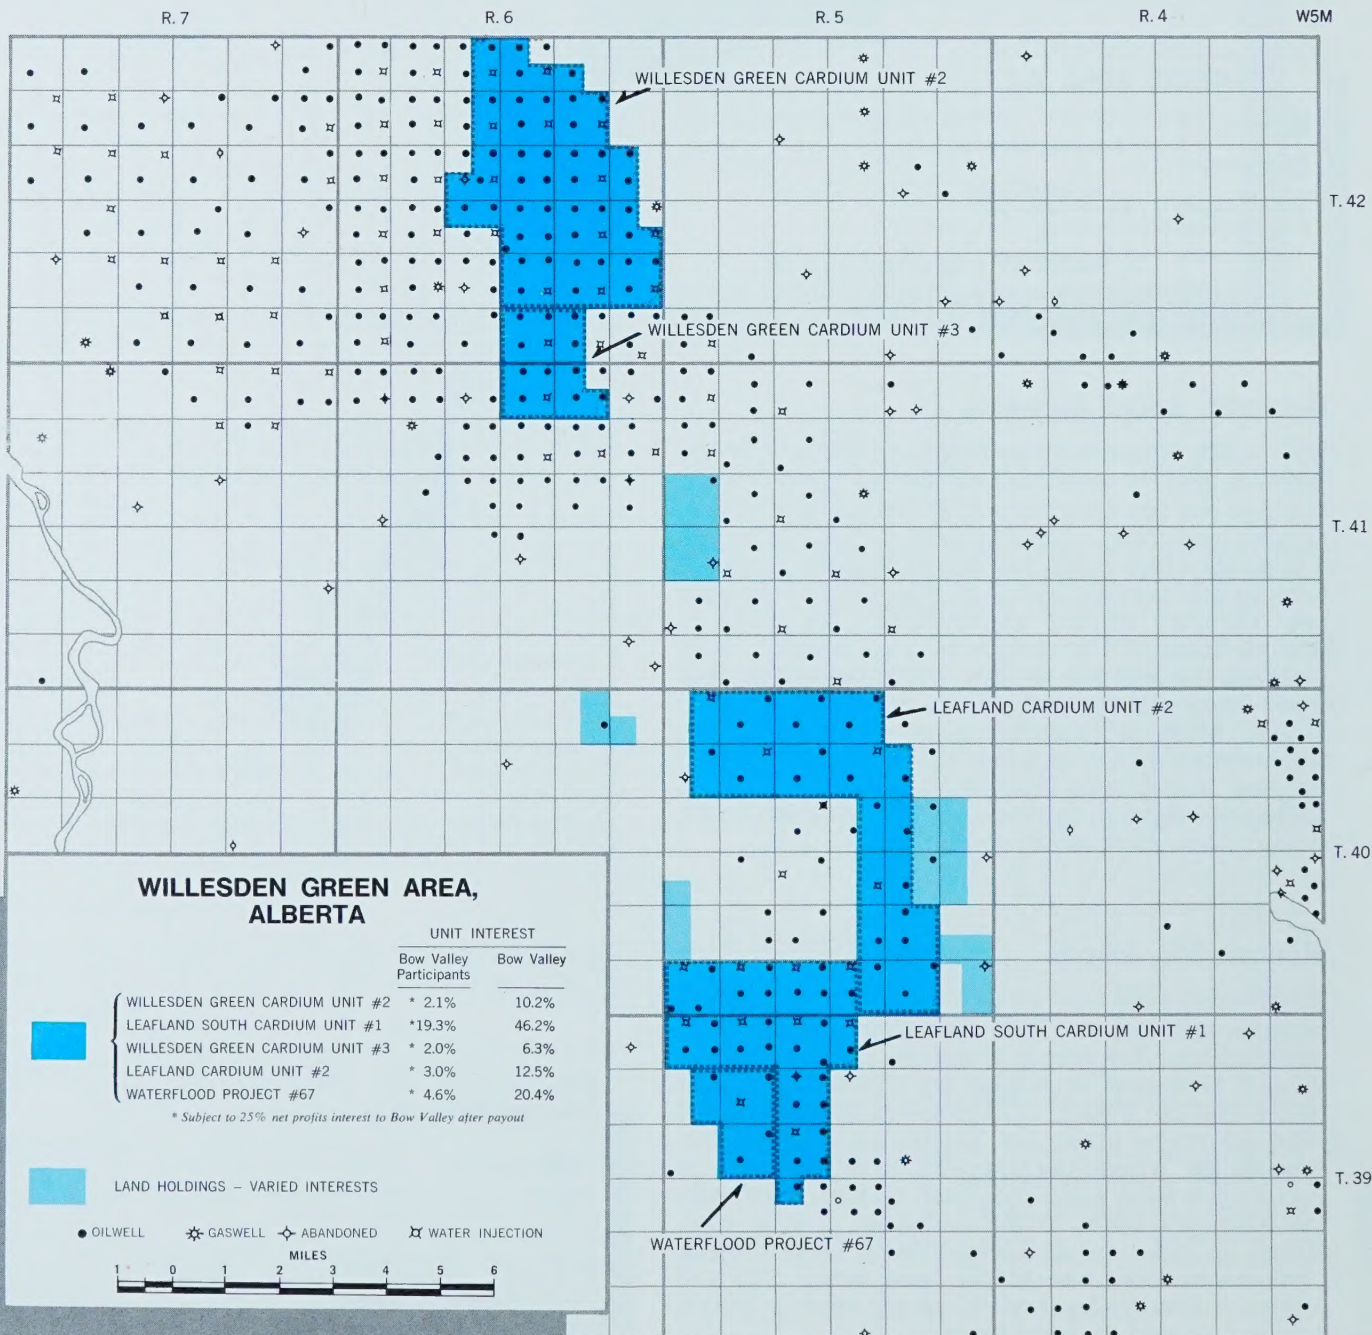 R. 7 R. 6 R. 5 R. 4 W5M
WILLESDEN GREEN CARDIUM UNIT #2
T. 42
WILLESDEN GREEN CARDIUM UNIT #3
T. 41
LEAFLAND CARDIUM UNIT #2
T. 40
LEAFLAND SOUTH CARDIUM UNIT #1
T. 39
WATERFLOOD PROJECT #67
WILLESDEN GREEN AREA,
ALBERTA
UNIT INTEREST
Bow Valley Bow Valley
Participants
WILLESDEN GREEN CARDIUM UNIT #2 * 2.1% 10.2%
LEAFLAND SOUTH CARDIUM UNIT #1 *19.3% 46.2%
WILLESDEN GREEN CARDIUM UNIT #3 * 2.0% 6.3%
LEAFLAND CARDIUM UNIT #2 * 3.0% 12.5%
WATERFLOOD PROJECT #67 * 4.6% 20.4%
* Subject to 25% net profits interest to Bow Valley after payout
LAND HOLDINGS – VARIED INTERESTS
OILWELL GASWELL ABANDONED WATER INJECTION
MILES
1 0 1 2 3 4 5 6